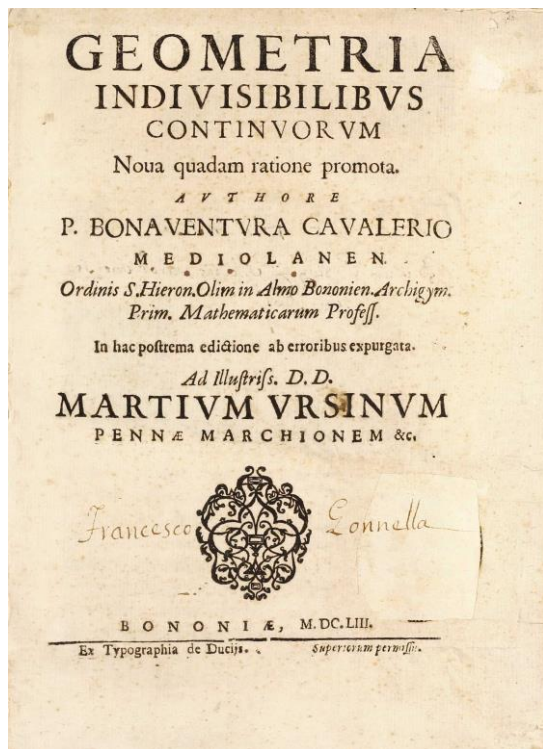 GEOMETRIA
INDIVISIBILIBVS
CONTINVORVM
Noua quadam ratione promota.
AVTHORE
P. BONAVENTVRA CAVALERIO
MEDIOLANEN.
Ordinis S.Hieron.Olim in Almo Bononien.Archigym.
Prim. Mathematicarum Profeſſ.
In hac poſtrema edictione ab erroribus expurgata.
Ad Illuſtriſs. D. D.
MARTIVM VRSINVM
PENNÆ MARCHIONEM &c.
Francesco Gonnella
BONONIÆ, M.DC.LIII.
Ex Typographia de Ducijs. Superiorum permiſſu.